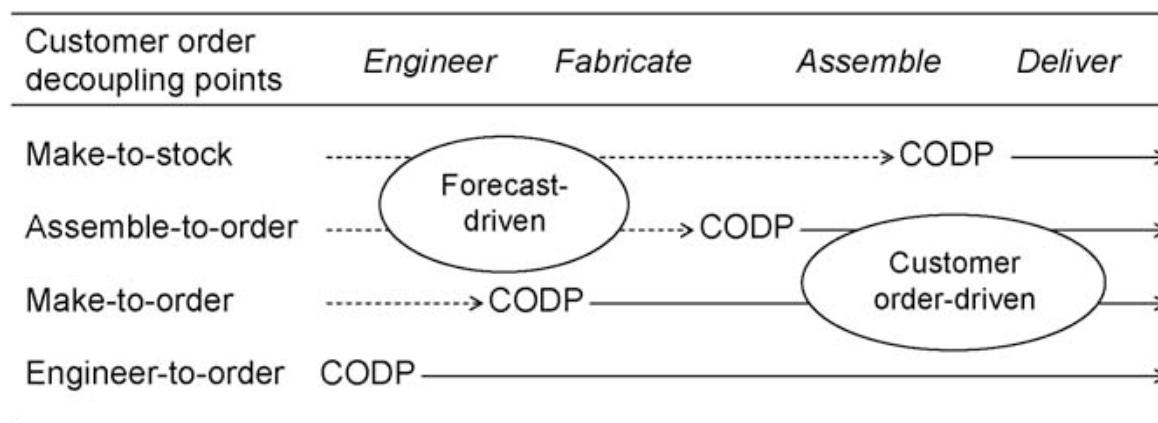 Customer order
decoupling points
Engineer Fabricate Assemble Deliver
Make-to-stock CODP
Forecast-
driven
Assemble-to-order CODP
Customer
order-driven
Make-to-order CODP
Engineer-to-order CODP